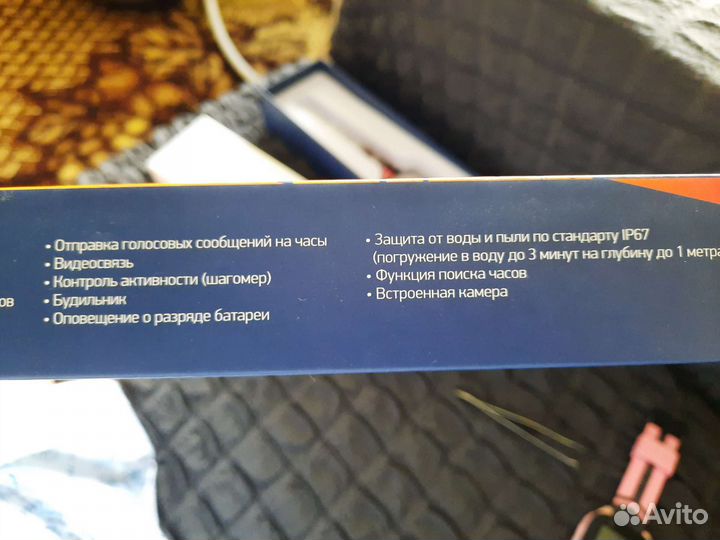 ов
• Отправка голосовых сообщений на часы
• Видеосвязь
• Контроль активности (шагомер)
• Будильник
• Оповещение о разряде батареи
• Защита от воды и пыли по стандарту IP67
(погружение в воду до 3 минут на глубину до 1 метра
• Функция поиска часов
• Встроенная камера
Avito